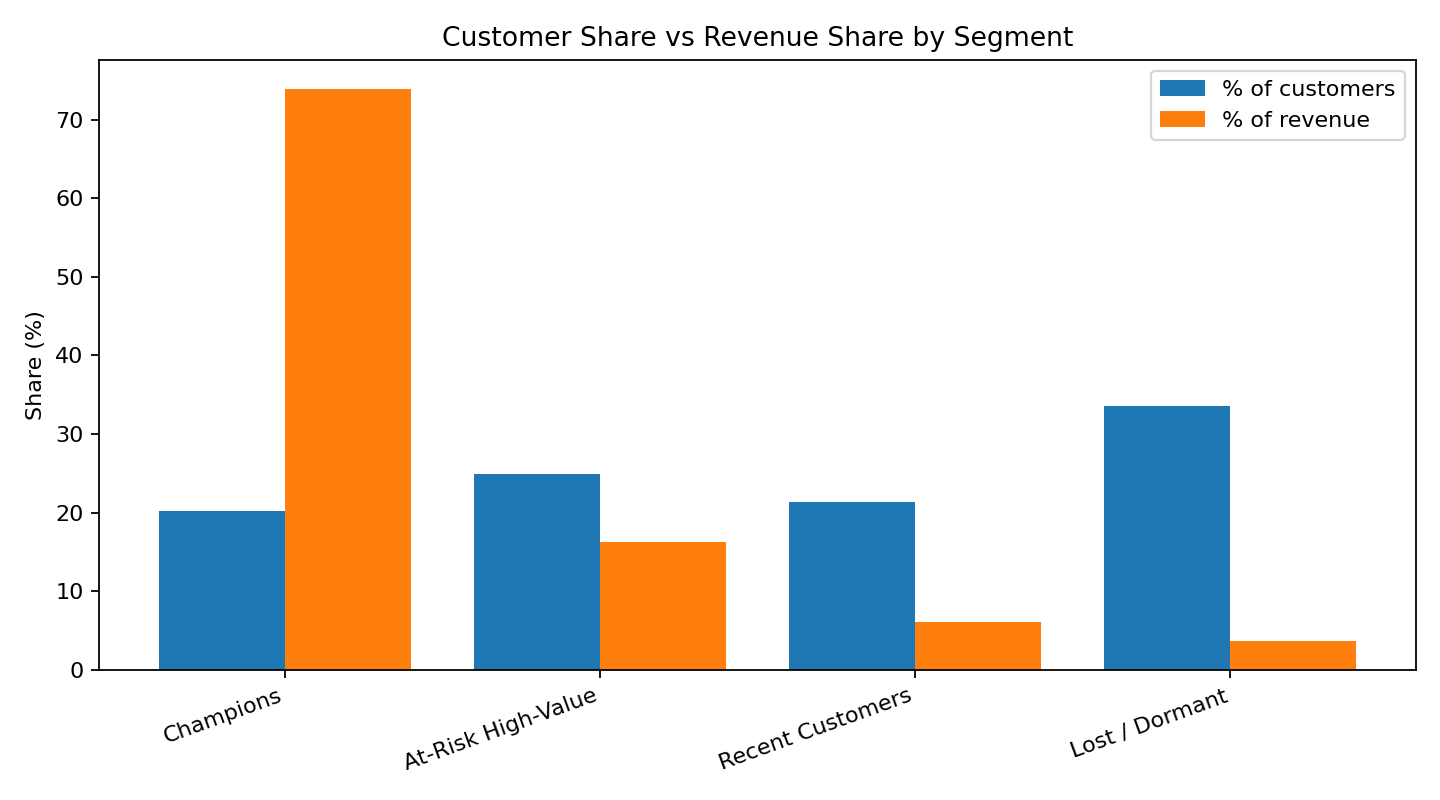 Customer Share vs Revenue Share by Segment
% of customers
% of revenue
Share (%)
70
60
50
40
30
20
10
0
Champions
At-Risk High-Value
Recent Customers
Lost / Dormant